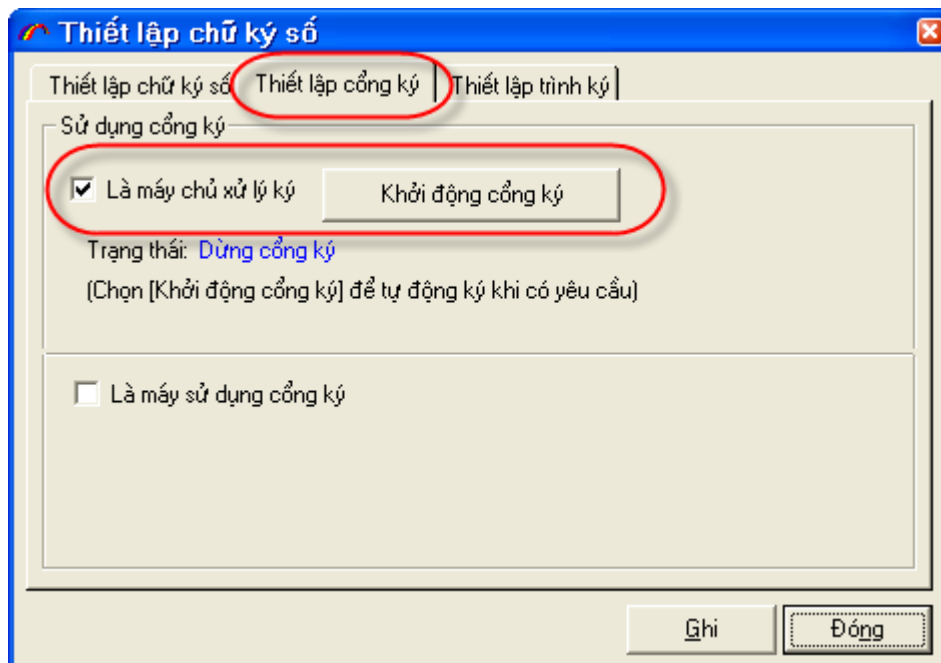 Thiết lập chữ ký số
Thiết lập chữ ký số Thiết lập cổng ký Thiết lập trình ký
Sử dụng cổng ký
Là máy chủ xử lý ký Khởi động cổng ký
Trạng thái: Dừng cổng ký
(Chọn [Khởi động cổng ký] để tự động ký khi có yêu cầu)
Là máy sử dụng cổng ký
Ghi Đóng